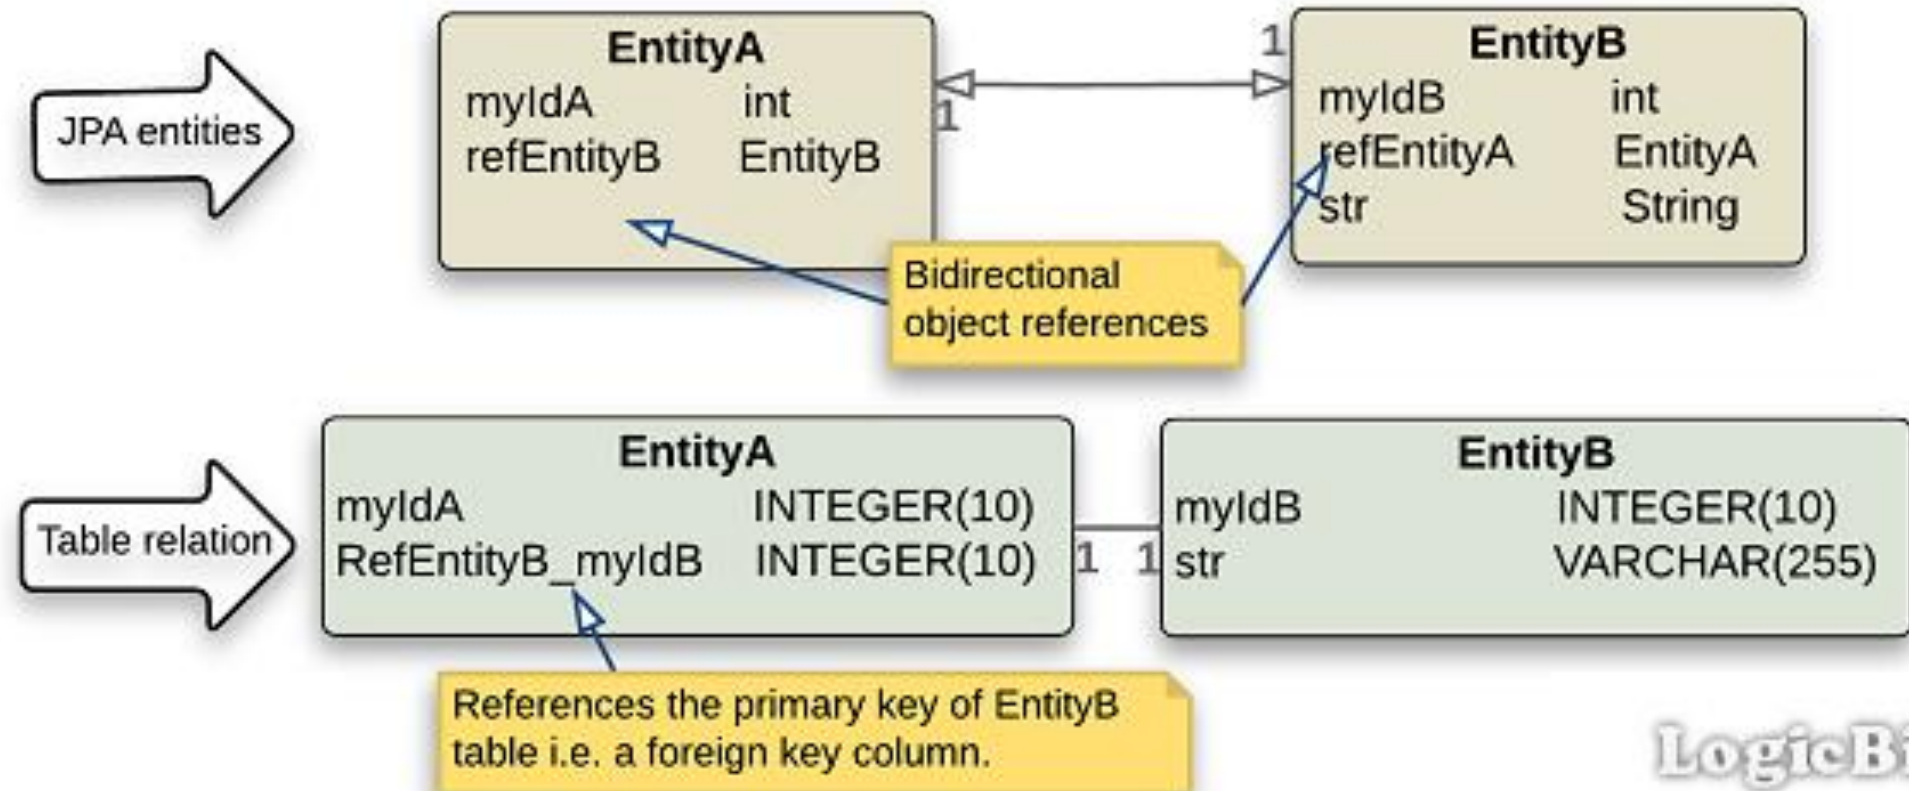 JPA entities
EntityA
myIdA int
refEntityB EntityB
1
1
EntityB
myIdB int
refEntityA EntityA
str String
Bidirectional
object references
Table relation
EntityA
myIdA INTEGER(10)
RefEntityB_myIdB INTEGER(10)
1 1
EntityB
myIdB INTEGER(10)
str VARCHAR(255)
References the primary key of EntityB
table i.e. a foreign key column.
LogicBi